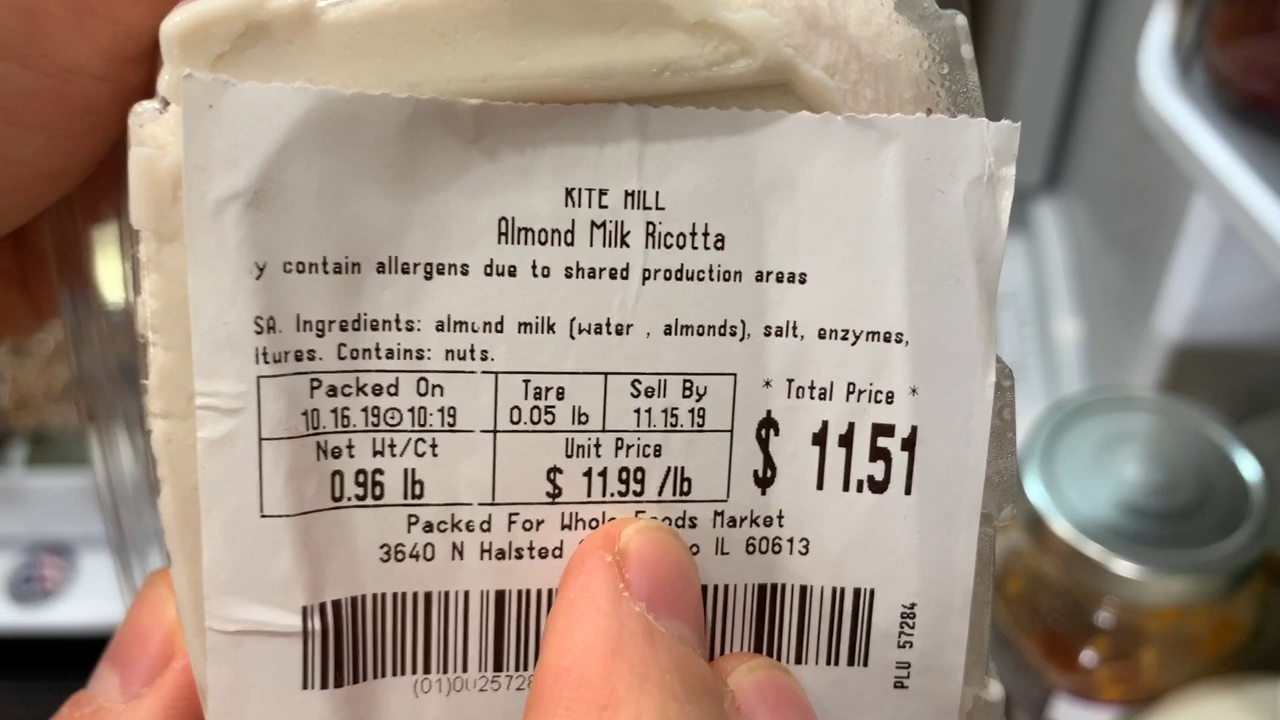 KITE HILL
Almond Milk Ricotta
y contain allergens due to shared production areas
SA. Ingredients: almond milk (water , almonds), salt, enzymes,
ltures. Contains: nuts.
Packed On Tare Sell By * Total Price *
10.16.19 10:19 0.05 lb 11.15.19 $ 11.51
Net Wt/Ct Unit Price
0.96 lb $ 11.99 /lb
Packed For Whole Foods Market
3640 N Halsted o IL 60613
PLU 57284